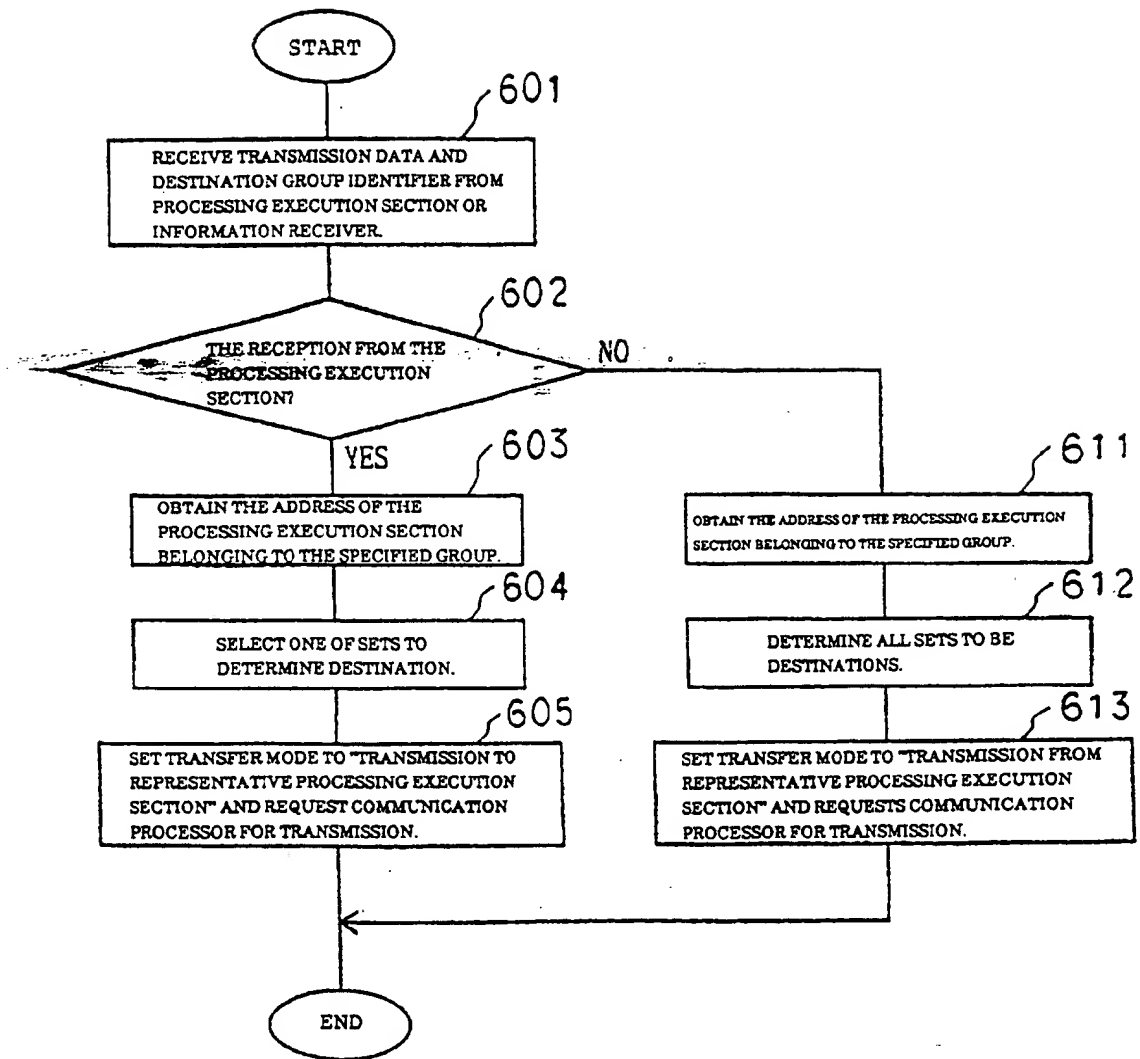 START
601
RECEIVE TRANSMISSION DATA AND
DESTINATION GROUP IDENTIFIER FROM
PROCESSING EXECUTION SECTION OR
INFORMATION RECEIVER.
602
THE RECEPTION FROM THE
PROCESSING EXECUTION
SECTION?
NO
YES
603
OBTAIN THE ADDRESS OF THE
PROCESSING EXECUTION SECTION
BELONGING TO THE SPECIFIED GROUP.
604
SELECT ONE OF SETS TO
DETERMINE DESTINATION.
605
SET TRANSFER MODE TO "TRANSMISSION TO
REPRESENTATIVE PROCESSING EXECUTION
SECTION" AND REQUEST COMMUNICATION
PROCESSOR FOR TRANSMISSION.
611
OBTAIN THE ADDRESS OF THE PROCESSING EXECUTION
SECTION BELONGING TO THE SPECIFIED GROUP.
612
DETERMINE ALL SETS TO BE
DESTINATIONS.
613
SET TRANSFER MODE TO "TRANSMISSION FROM
REPRESENTATIVE PROCESSING EXECUTION
SECTION" AND REQUESTS COMMUNICATION
PROCESSOR FOR TRANSMISSION.
END